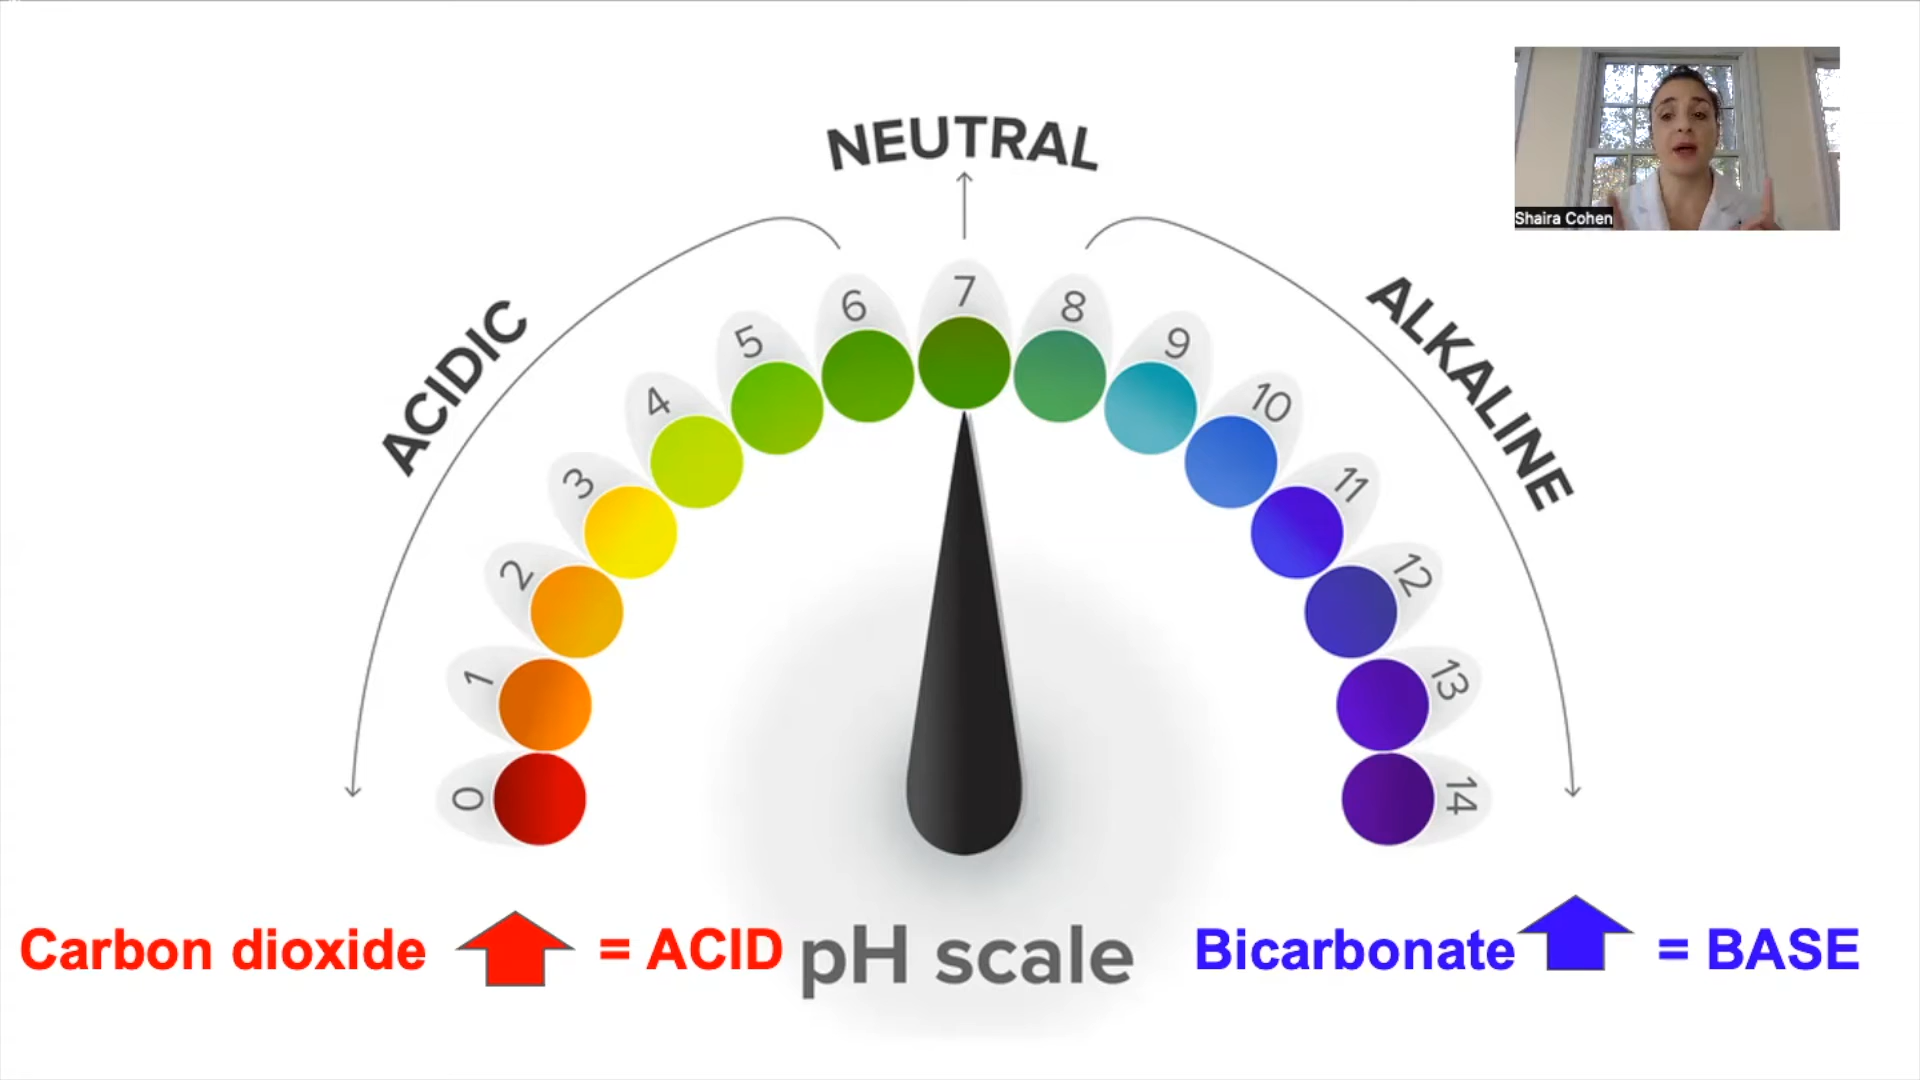 NEUTRAL
ACIDIC
ALKALINE
0
1
2
3
4
5
6
7
8
9
10
11
12
13
14
Shaira Cohen
Carbon dioxide = ACID
pH scale
Bicarbonate = BASE